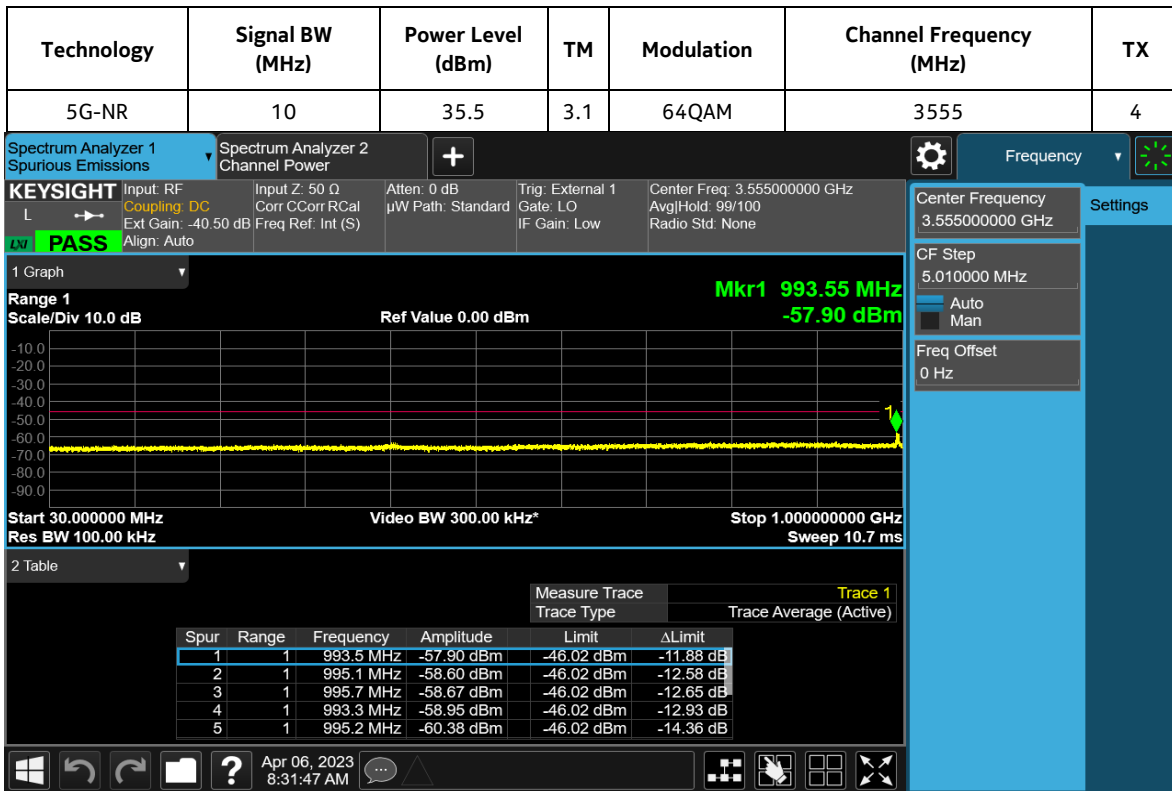 Technology Signal BW (MHz) Power Level (dBm) TM Modulation Channel Frequency (MHz) TX
5G-NR 10 35.5 3.1 64QAM 3555 4
Spectrum Analyzer 1
Spurious Emissions
Spectrum Analyzer 2
Channel Power
Frequency
KEYSIGHT
L
LXI PASS
Input: RF
Coupling: DC
Ext Gain: -40.50 dB
Align: Auto
Input Z: 50 Ω
Corr CCorr RCal
Freq Ref: Int (S)
Atten: 0 dB
µW Path: Standard
Trig: External 1
Gate: LO
IF Gain: Low
Center Freq: 3.555000000 GHz
Avg|Hold: 99/100
Radio Std: None
Center Frequency
3.555000000 GHz
Settings
CF Step
5.010000 MHz
Auto
Man
Freq Offset
0 Hz
1 Graph
Range 1
Scale/Div 10.0 dB
Ref Value 0.00 dBm
Mkr1 993.55 MHz
-57.90 dBm
-10.0
-20.0
-30.0
-40.0
-50.0
-60.0
-70.0
-80.0
-90.0
1
Start 30.000000 MHz
Res BW 100.00 kHz
Video BW 300.00 kHz*
Stop 1.000000000 GHz
Sweep 10.7 ms
2 Table
Measure Trace Trace 1
Trace Type Trace Average (Active)
Spur Range Frequency Amplitude Limit ΔLimit
1 1 993.5 MHz -57.90 dBm -46.02 dBm -11.88 dB
2 1 995.1 MHz -58.60 dBm -46.02 dBm -12.58 dB
3 1 995.7 MHz -58.67 dBm -46.02 dBm -12.65 dB
4 1 993.3 MHz -58.95 dBm -46.02 dBm -12.93 dB
5 1 995.2 MHz -60.38 dBm -46.02 dBm -14.36 dB
?
Apr 06, 2023
8:31:47 AM